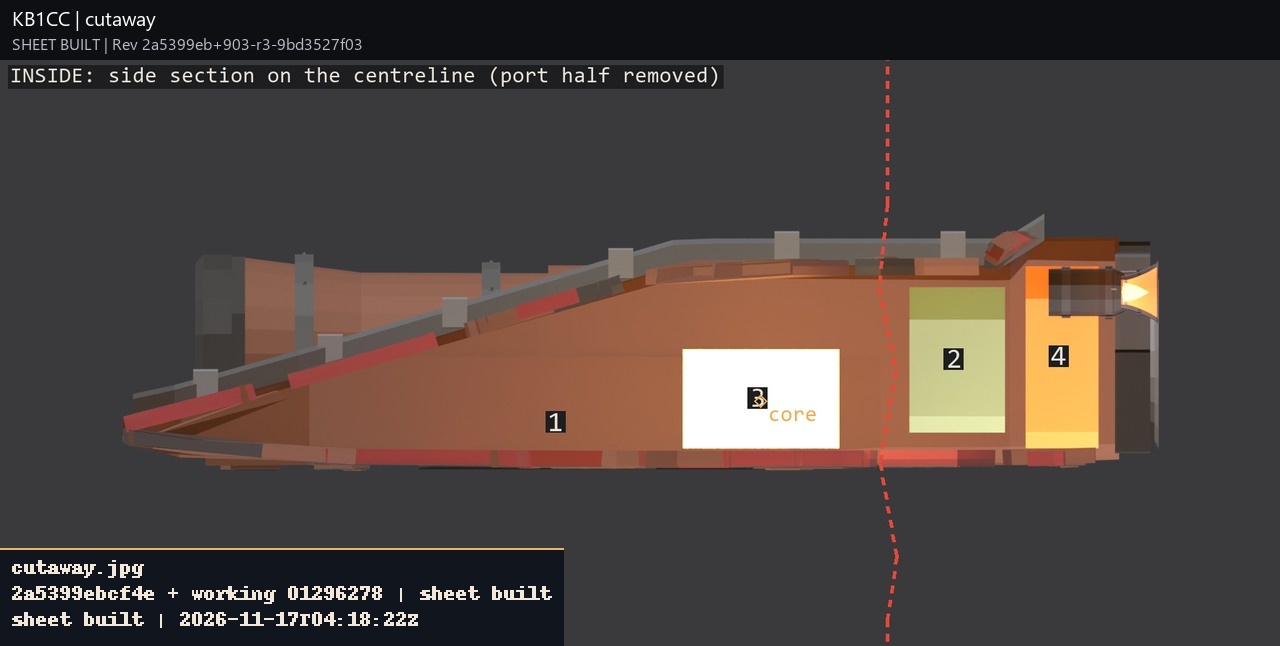 KB1CC | cutaway
SHEET BUILT | Rev 2a5399eb+903-r3-9bd3527f03
INSIDE: side section on the centreline (port half removed)
2
4
3
core
1
cutaway.jpg
2a5399ebcf4e + working 01296278 | sheet built
sheet built | 2026-11-17T04:18:22Z